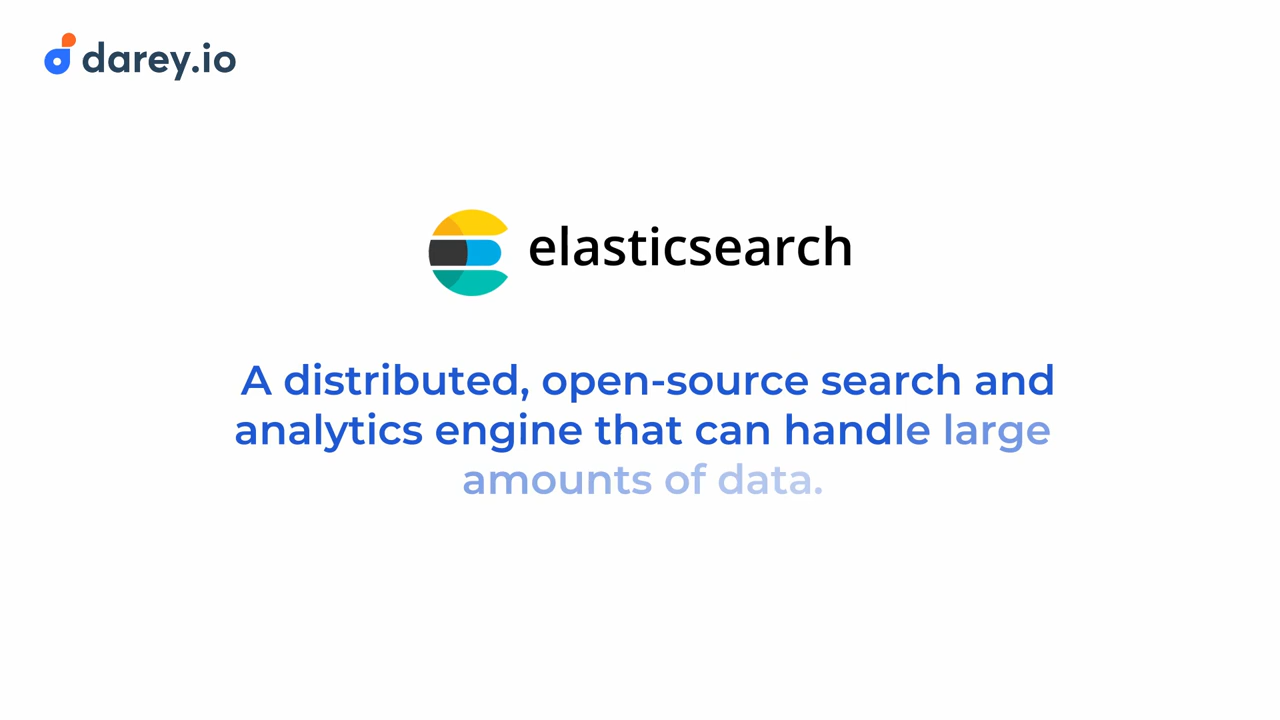 darey.io
elasticsearch
A distributed, open-source search and
analytics engine that can handle large
amounts of data.